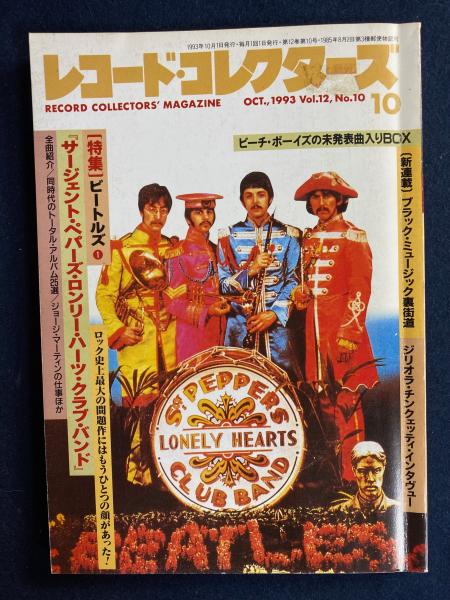 1993年10月1日発行・毎月1回1日発行・第12巻第10号・1985年8月2日第3種郵便物認可
レコード・コレクターズ
RECORD COLLECTORS' MAGAZINE
OCT., 1993 Vol.12, No.10
10
ビーチ・ボーイズの未発表曲入りBOX
[新連載] ブラック・ミュージック裏街道
ジリオラ・チンクェッティ・インタヴュー
[特集] ビートルズ❶
『サージェント・ペパーズ・ロンリー・ハーツ・クラブ・バンド』
ロック史上最大の問題作にはもうひとつの顔があった!
全曲紹介/同時代のトータル・アルバム25選/ジョージ・マーティンの仕事ほか
SGT PEPPERS
LONELY HEARTS
CLUB BAND
BEATLES